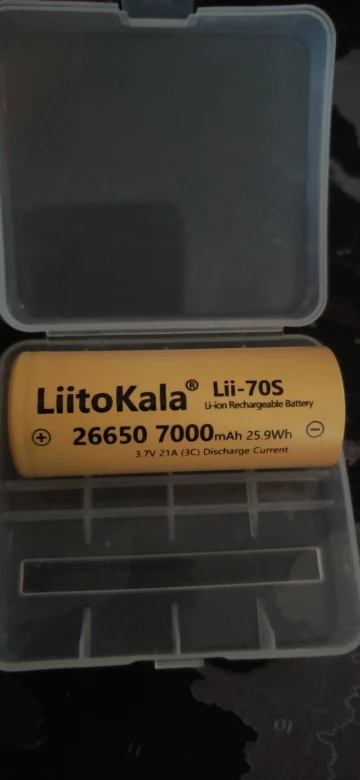 LiitoKala® Lii-70S
Li-ion Rechargeable Battery
+ 26650 7000mAh 25.9Wh −
3.7V 21A (3C) Discharge Current